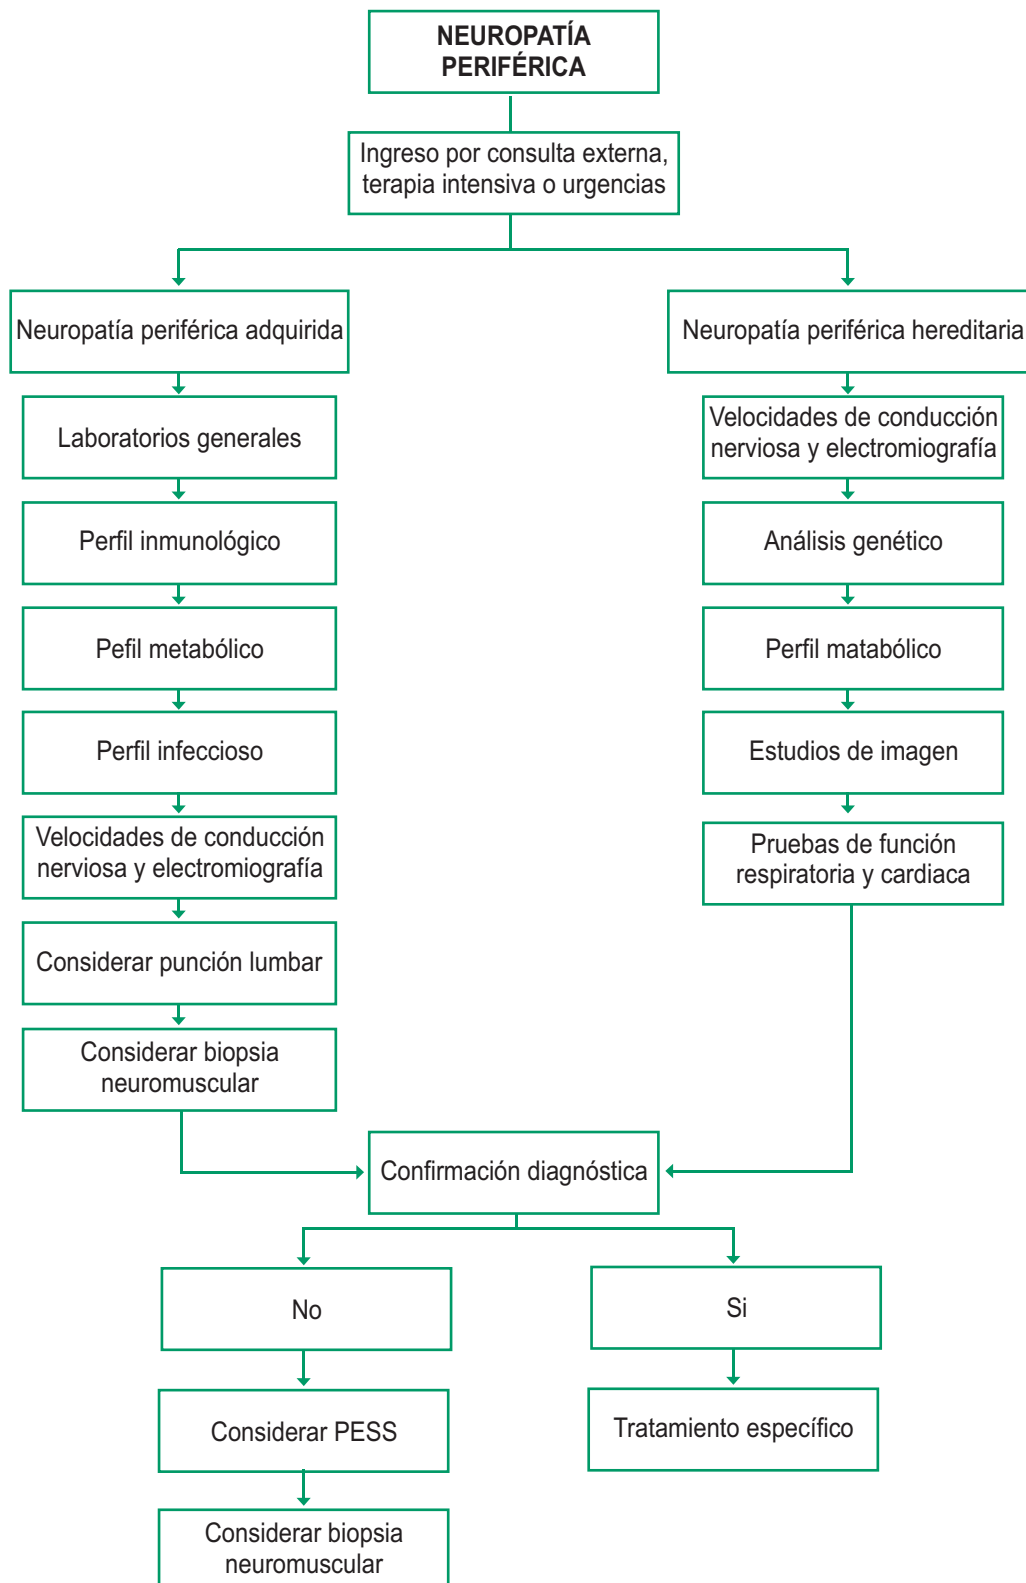 NEUROPATÍA
PERIFÉRICA
Ingreso por consulta externa,
terapia intensiva o urgencias
Neuropatía periférica adquirida
Laboratorios generales
Perfil inmunológico
Pefil metabólico
Perfil infeccioso
Velocidades de conducción
nerviosa y electromiografía
Considerar punción lumbar
Considerar biopsia
neuromuscular
Neuropatía periférica hereditaria
Velocidades de conducción
nerviosa y electromiografía
Análisis genético
Perfil matabólico
Estudios de imagen
Pruebas de función
respiratoria y cardiaca
Confirmación diagnóstica
No
Considerar PESS
Considerar biopsia
neuromuscular
Si
Tratamiento específico